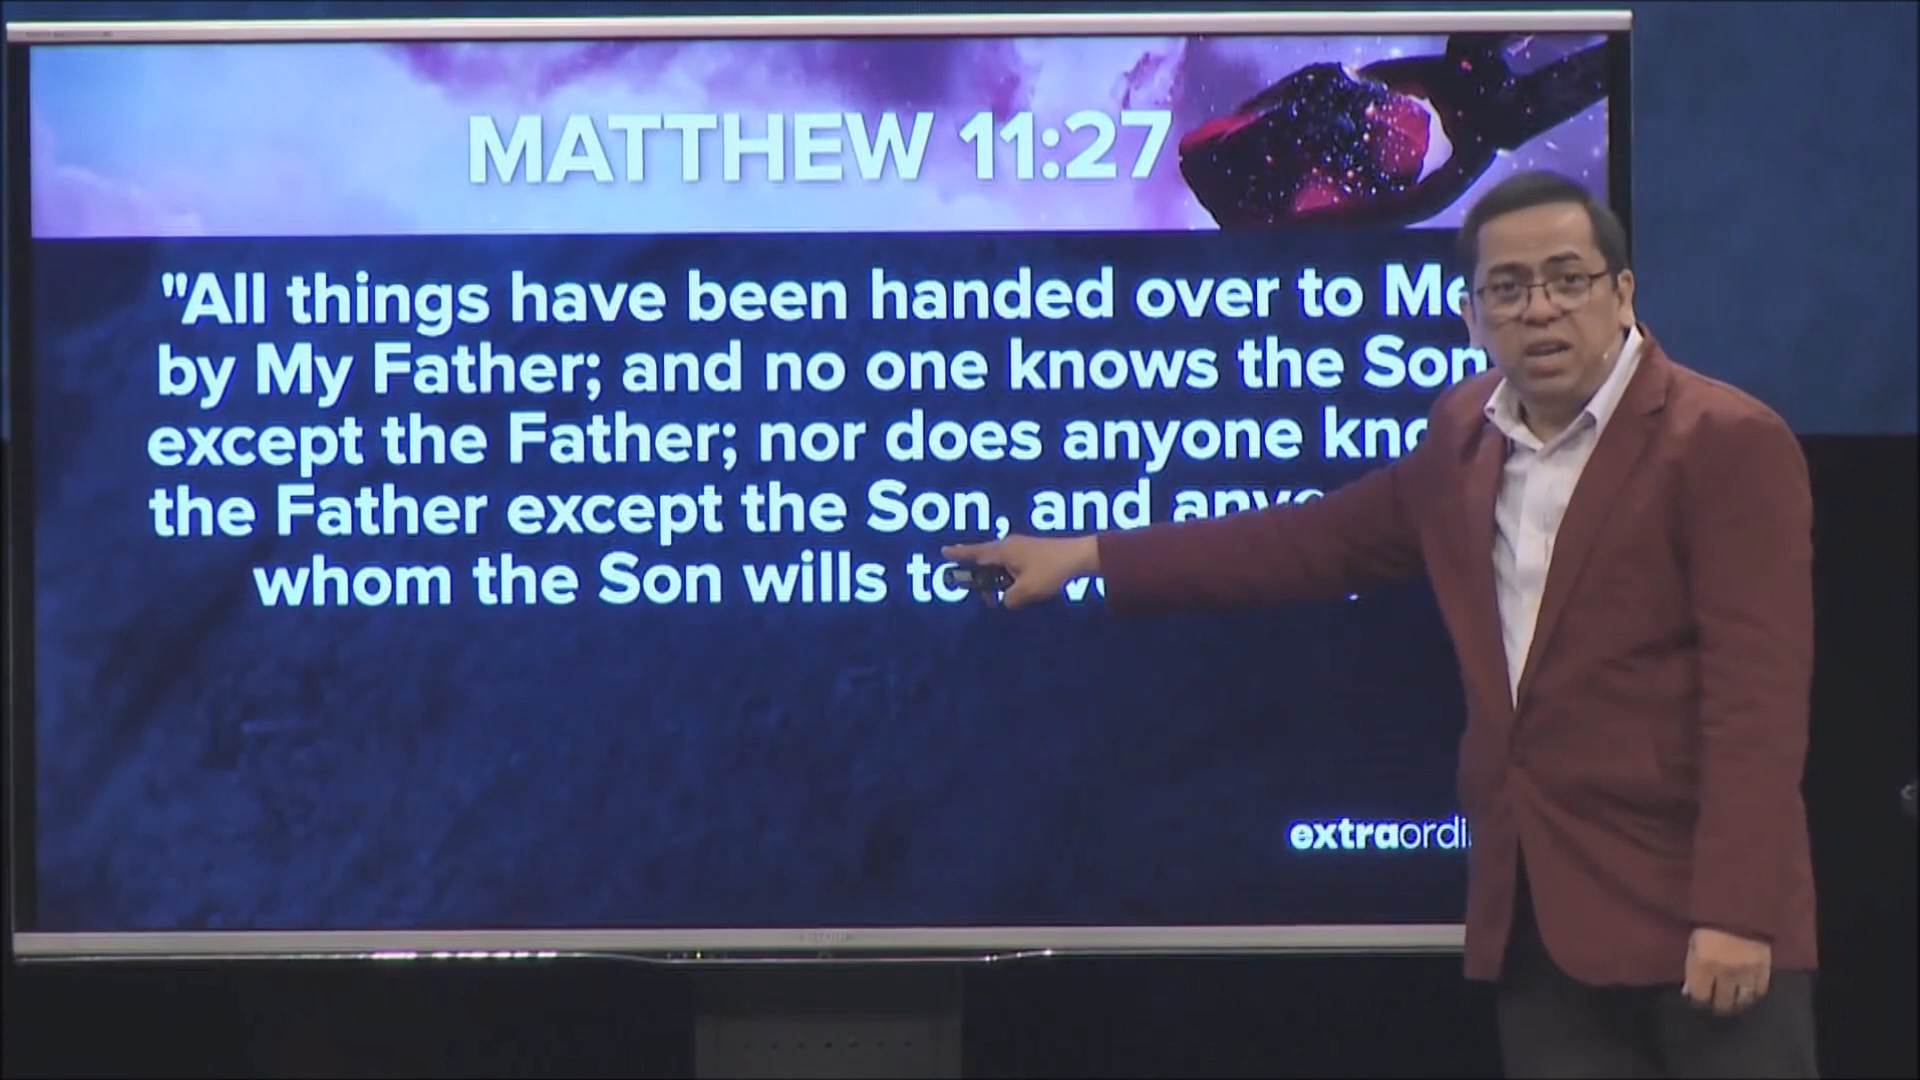 MATTHEW 11:27
"All things have been handed over to Me
by My Father; and no one knows the Son
except the Father; nor does anyone
the Father except the Son, and
whom the Son wills to